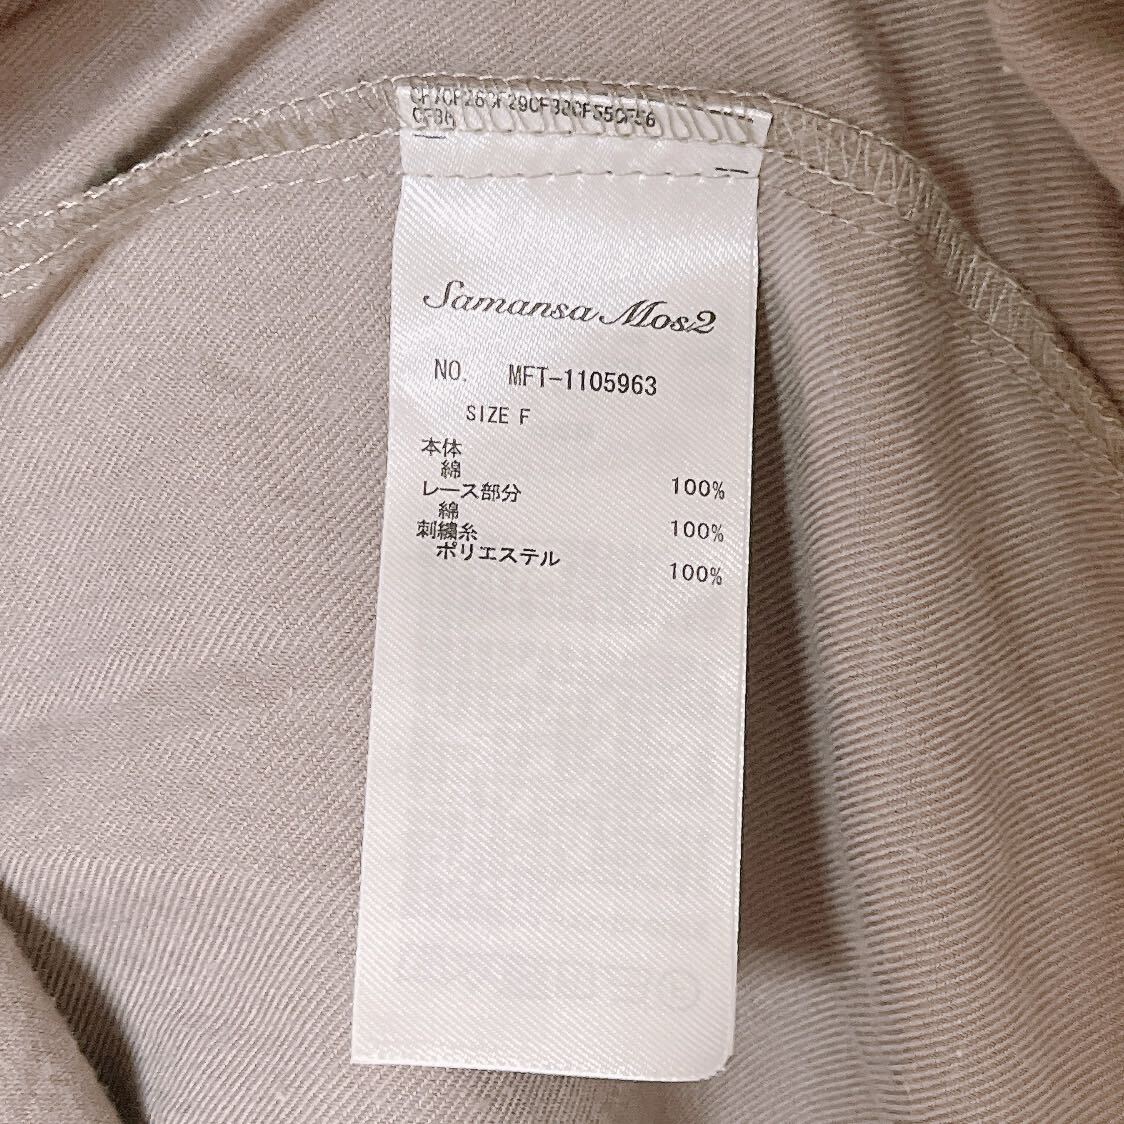 CF26CF29CF32CF55CF56
Samansa Mos2
NO. MFT-1105963
SIZE F
本体
綿 100%
レース部分
綿 100%
刺繍糸
ポリエステル 100%